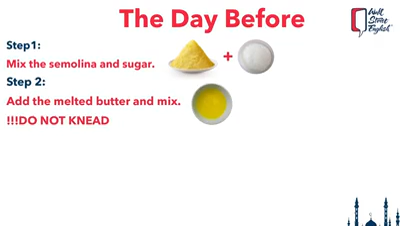 The Day Before
Wall
Street
English
Step1:
Mix the semolina and sugar.
+
Step 2:
Add the melted butter and mix.
!!!DO NOT KNEAD